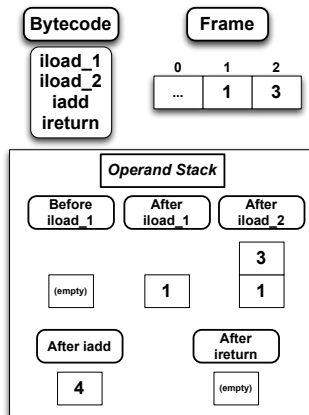 Bytecode
Frame
iload_1
iload_2
iadd
ireturn
0 1 2
... 1 3
Operand Stack
Before
iload_1
After
iload_1
After
iload_2
3
(empty) 1 1
After iadd
After
ireturn
4
(empty)